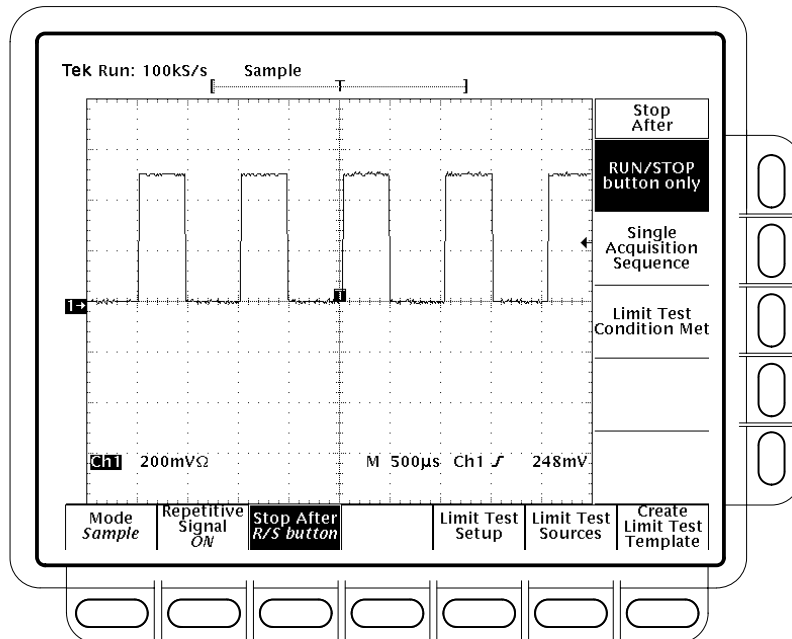 Tek Run: 100kS/s Sample
[ T ]
Stop
After
RUN/STOP
button only
Single
Acquisition
Sequence
Limit Test
Condition Met
T
1→
Ch1 200mVΩ M 500µs Ch1 248mV
Mode
Sample
Repetitive
Signal
ON
Stop After
R/S button
Limit Test
Setup
Limit Test
Sources
Create
Limit Test
Template